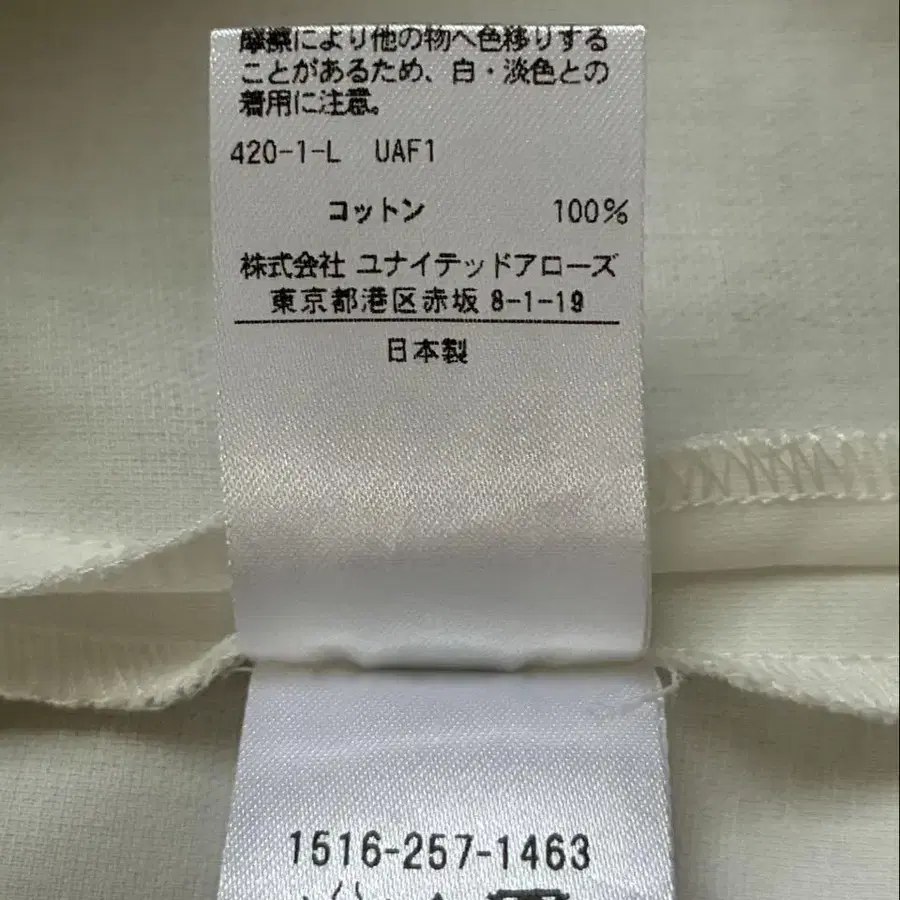 摩擦により他の物へ色移りする
ことがあるため、白・淡色との
着用に注意。
420-1-L UAF1
コットン 100%
株式会社 ユナイテッドアローズ
東京都港区赤坂 8-1-19
日本製
1516-257-1463